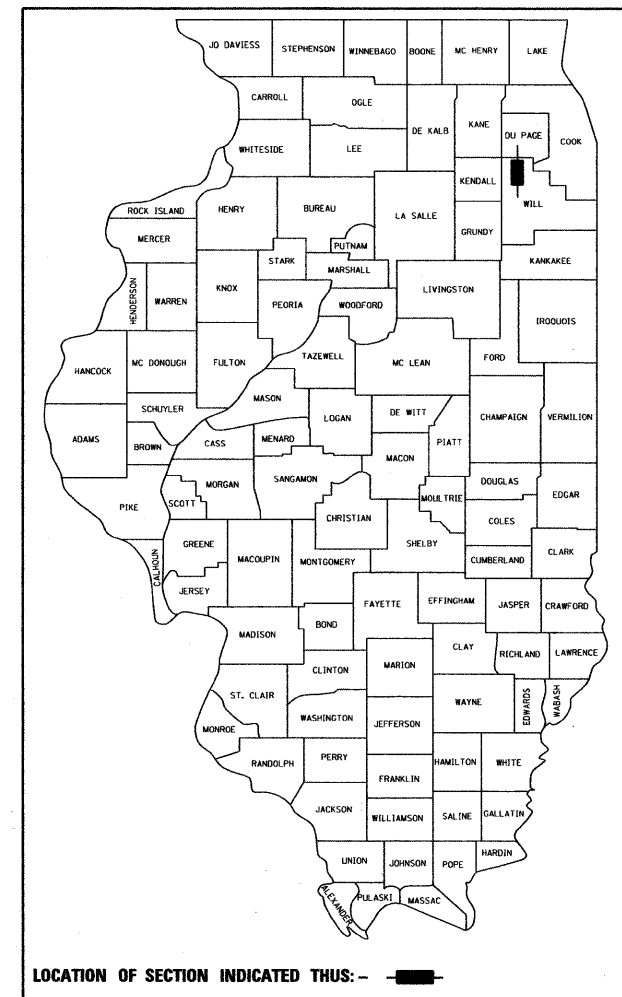 JO DAVIESS
STEPHENSON
WINNEBAGO
BOONE
MC HENRY
LAKE
CARROLL
OGLE
DE KALB
KANE
DU PAGE
COOK
WHITESIDE
LEE
KENDALL
WILL
ROCK ISLAND
HENRY
BUREAU
LA SALLE
GRUNDY
MERCER
PUTNAM
KANKAKEE
STARK
MARSHALL
HENDERSON
WARREN
KNOX
PEORIA
WOODFORD
LIVINGSTON
IROQUOIS
HANCOCK
MC DONOUGH
FULTON
TAZEWELL
MC LEAN
FORD
MASON
SCHUYLER
LOGAN
DE WITT
CHAMPAIGN
VERMILION
ADAMS
BROWN
CASS
MENARD
MACON
PIATT
MORGAN
SANGAMON
DOUGLAS
PIKE
SCOTT
MOULTRIE
EDGAR
CHRISTIAN
COLES
CALHOUN
GREENE
MACOUPIN
MONTGOMERY
SHELBY
CUMBERLAND
CLARK
JERSEY
FAYETTE
EFFINGHAM
JASPER
CRAWFORD
MADISON
BOND
CLAY
RICHLAND
LAWRENCE
CLINTON
MARION
ST. CLAIR
WAYNE
EDWARDS
WABASH
MONROE
WASHINGTON
JEFFERSON
RANDOLPH
PERRY
HAMILTON
WHITE
FRANKLIN
JACKSON
WILLIAMSON
SALINE
GALLATIN
UNION
JOHNSON
POPE
HARDIN
ALEXANDER
PULASKI
MASSAC
LOCATION OF SECTION INDICATED THUS: -